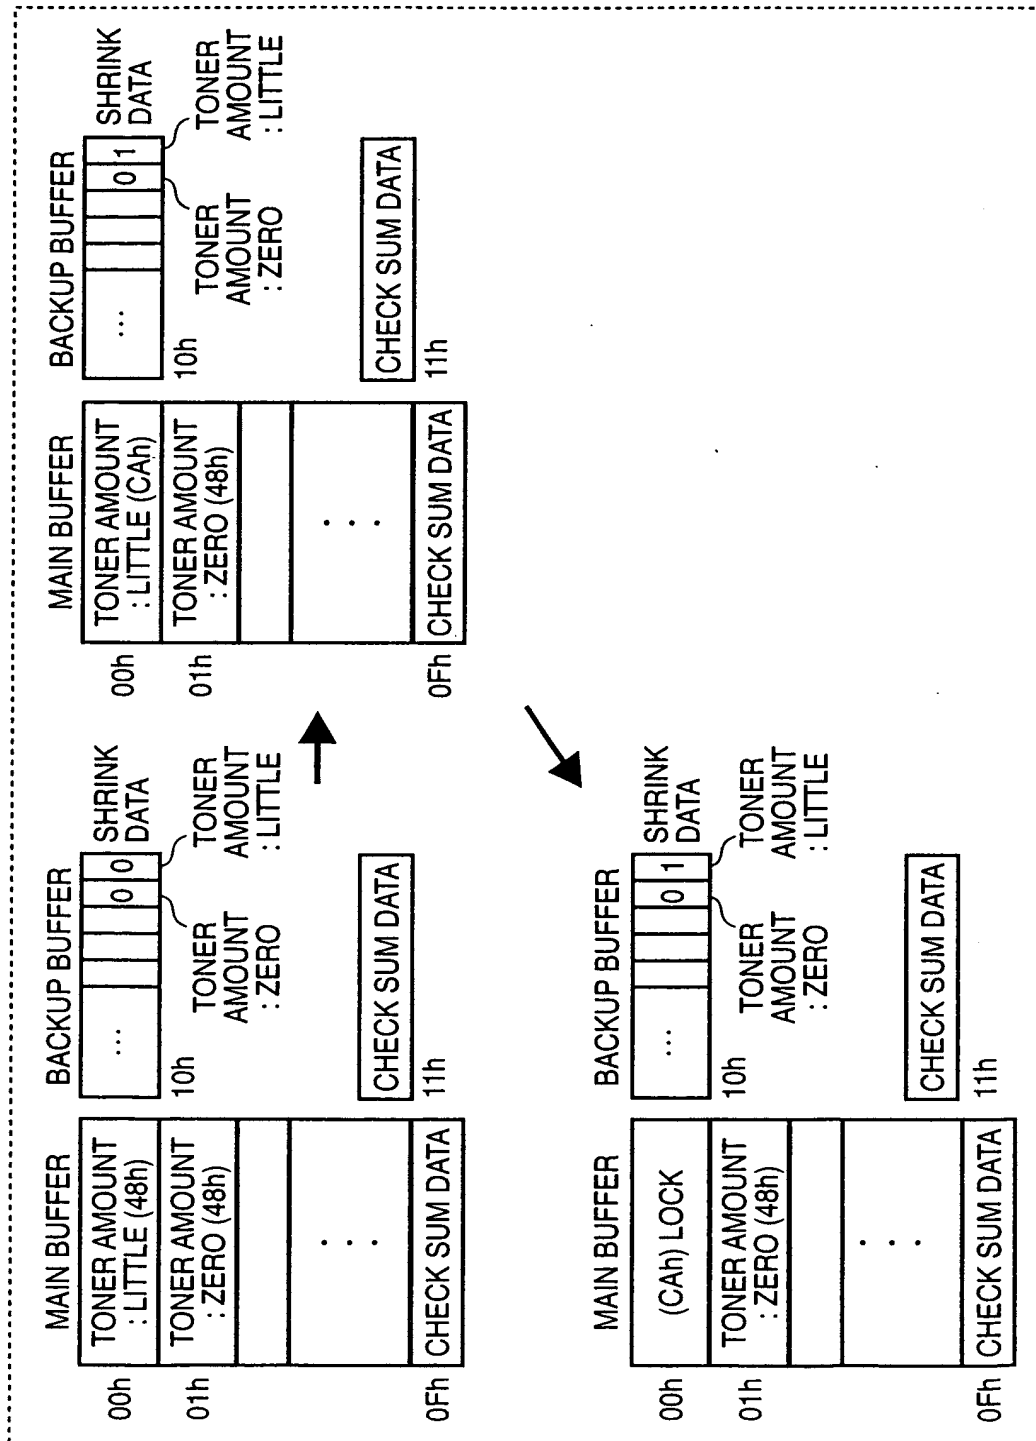 MAIN BUFFER
00h
TONER AMOUNT
: LITTLE (48h)
01h
TONER AMOUNT
: ZERO (48h)
. . .
0Fh
CHECK SUM DATA
BACKUP BUFFER
...
0 0
SHRINK
DATA
10h
TONER
AMOUNT
: ZERO
TONER
AMOUNT
: LITTLE
CHECK SUM DATA
11h
MAIN BUFFER
00h
TONER AMOUNT
: LITTLE (CAh)
01h
TONER AMOUNT
: ZERO (48h)
. . .
0Fh
CHECK SUM DATA
BACKUP BUFFER
...
0 1
SHRINK
DATA
10h
TONER
AMOUNT
: ZERO
TONER
AMOUNT
: LITTLE
CHECK SUM DATA
11h
MAIN BUFFER
00h
(CAh) LOCK
01h
TONER AMOUNT
: ZERO (48h)
. . .
0Fh
CHECK SUM DATA
BACKUP BUFFER
...
0 1
SHRINK
DATA
10h
TONER
AMOUNT
: ZERO
TONER
AMOUNT
: LITTLE
CHECK SUM DATA
11h